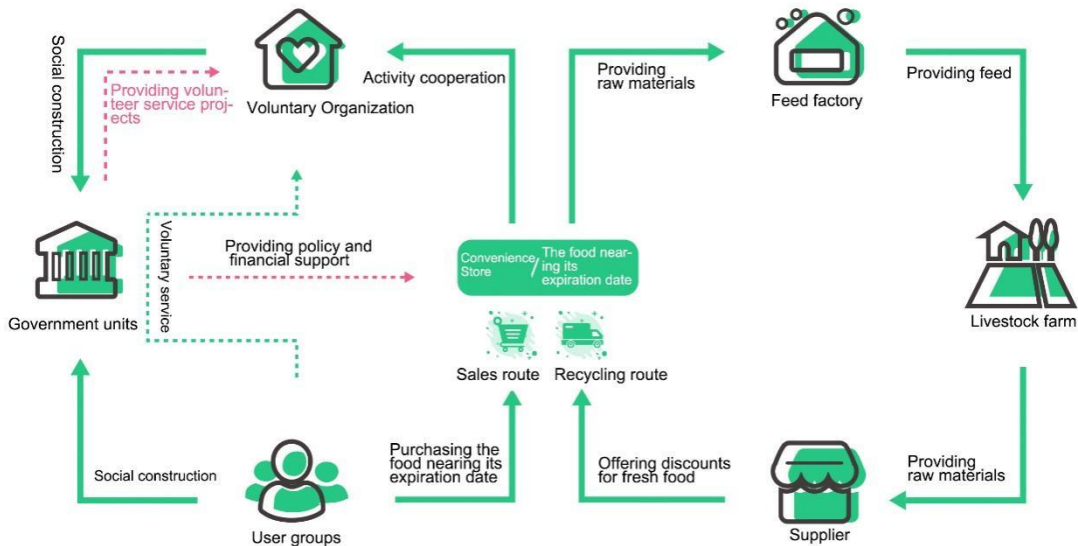 Social construction
Providing volun-
teer service proj-
ects
Voluntary Organization
Activity cooperation
Providing
raw materials
Feed factory
Providing feed
Government units
Voluntary service
Providing policy and
financial support
Convenience
Store
/
The food near-
ing its
expiration date
Livestock farm
Sales route
Recycling route
Social construction
User groups
Purchasing the
food nearing its
expiration date
Offering discounts
for fresh food
Supplier
Providing
raw materials